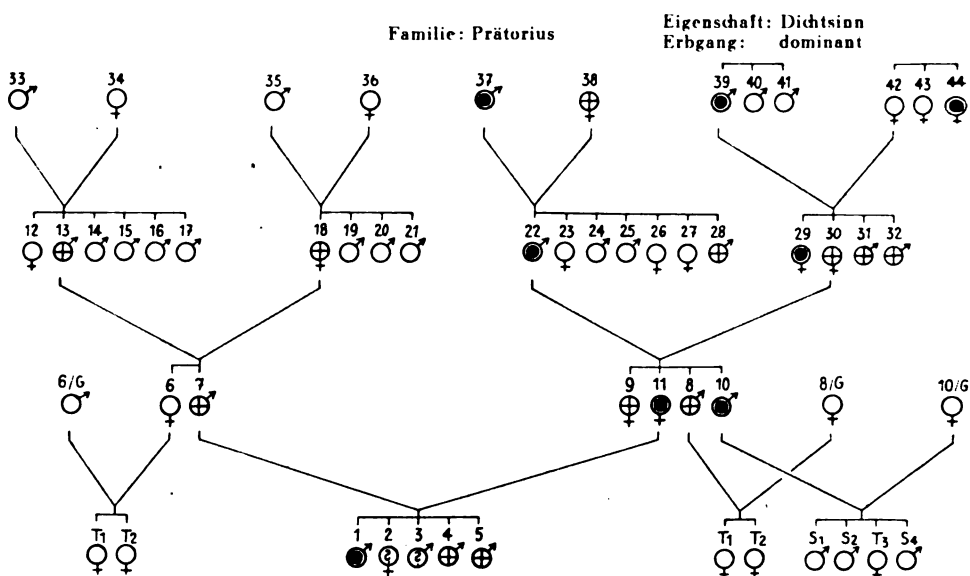 Familie: Prätorius
Eigenschaft: Dichtsinn
Erbgang: dominant
33 34 35 36 37 38 39 40 41 42 43 44
12 13 14 15 16 17 18 19 20 21 22 23 24 25 26 27 28 29 30 31 32
6/G 6 7 9 11 8 10 8/G 10/G
T1 T2 1 2 3 4 5 T1 T2 S1 S2 T3 S4
? ?